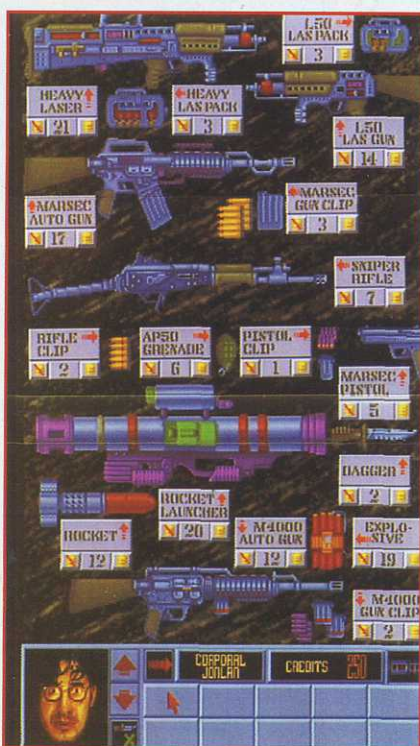 L50
LAS PACK
3
HEAVY
LASER
21
HEAVY
LAS PACK
3
L50
LAS GUN
14
MARSEC
AUTO GUN
17
MARSEC
GUN CLIP
3
SNIPER
RIFLE
7
RIFLE
CLIP
2
AP50
GRENADE
6
PISTOL
CLIP
1
MARSEC
PISTOL
5
DAGGER
2
ROCKET
LAUNCHER
20
ROCKET
12
M4000
AUTO GUN
12
EXPLO-
SIVE
19
M4000
GUN CLIP
2
CORPORAL
JONLAN
CREDITS 250